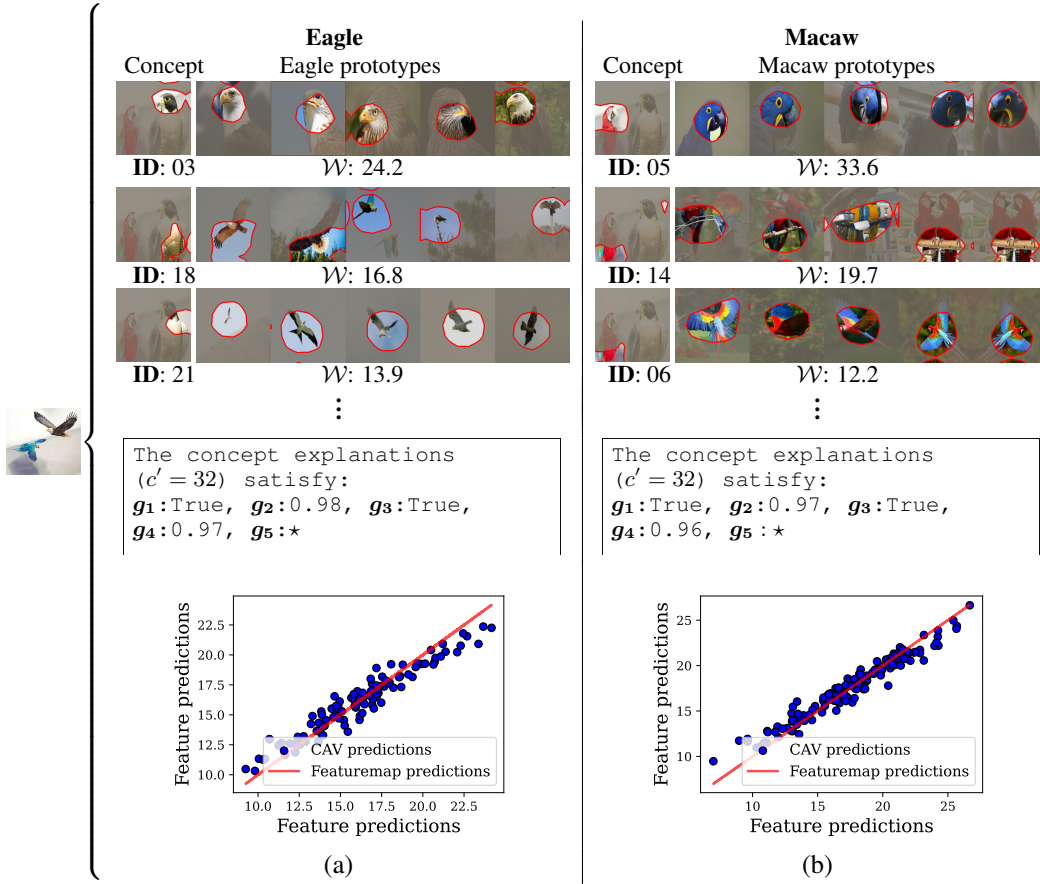 Eagle
Concept Eagle prototypes
ID: 03 𝒲: 24.2
ID: 18 𝒲: 16.8
ID: 21 𝒲: 13.9
⋮
The concept explanations
(c′ = 32) satisfy:
g₁:True, g₂:0.98, g₃:True,
g₄:0.97, g₅:⋆
Feature predictions
22.5
20.0
17.5
15.0
12.5
10.0
CAV predictions
Featuremap predictions
10.0 12.5 15.0 17.5 20.0 22.5
Feature predictions
(a)
Macaw
Concept Macaw prototypes
ID: 05 𝒲: 33.6
ID: 14 𝒲: 19.7
ID: 06 𝒲: 12.2
⋮
The concept explanations
(c′ = 32) satisfy:
g₁:True, g₂:0.97, g₃:True,
g₄:0.96, g₅:⋆
Feature predictions
25
20
15
10
CAV predictions
Featuremap predictions
10 15 20 25
Feature predictions
(b)